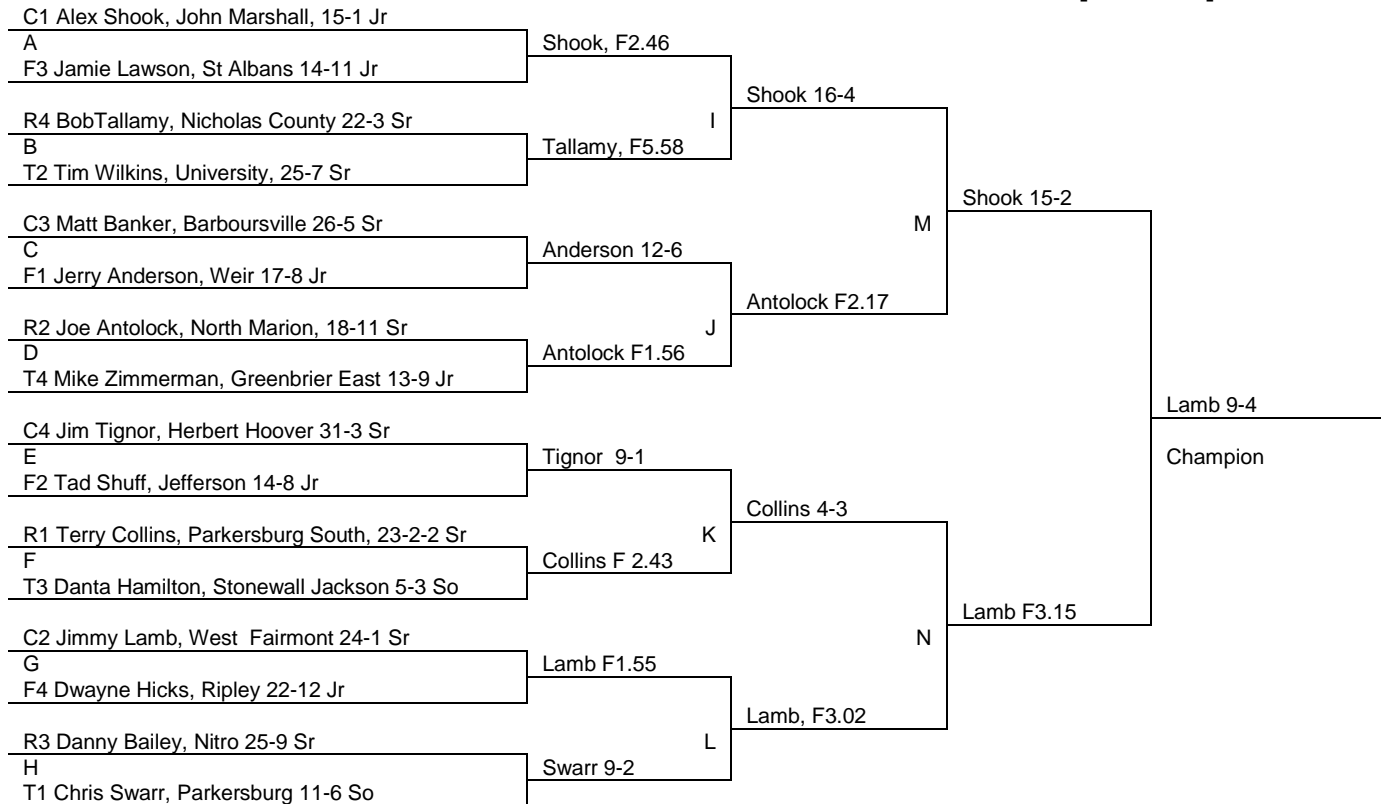 C1 Alex Shook, John Marshall, 15-1 Jr
A
Shook, F2.46
F3 Jamie Lawson, St Albans 14-11 Jr
Shook 16-4
R4 BobTallamy, Nicholas County 22-3 Sr
I
B
Tallamy, F5.58
T2 Tim Wilkins, University, 25-7 Sr
Shook 15-2
C3 Matt Banker, Barboursville 26-5 Sr
M
C
Anderson 12-6
F1 Jerry Anderson, Weir 17-8 Jr
Antolock F2.17
R2 Joe Antolock, North Marion, 18-11 Sr
J
D
Antolock F1.56
T4 Mike Zimmerman, Greenbrier East 13-9 Jr
Lamb 9-4
C4 Jim Tignor, Herbert Hoover 31-3 Sr
E
Tignor 9-1
Champion
F2 Tad Shuff, Jefferson 14-8 Jr
Collins 4-3
R1 Terry Collins, Parkersburg South, 23-2-2 Sr
K
F
Collins F 2.43
T3 Danta Hamilton, Stonewall Jackson 5-3 So
Lamb F3.15
C2 Jimmy Lamb, West Fairmont 24-1 Sr
N
G
Lamb F1.55
F4 Dwayne Hicks, Ripley 22-12 Jr
Lamb, F3.02
R3 Danny Bailey, Nitro 25-9 Sr
L
H
Swarr 9-2
T1 Chris Swarr, Parkersburg 11-6 So